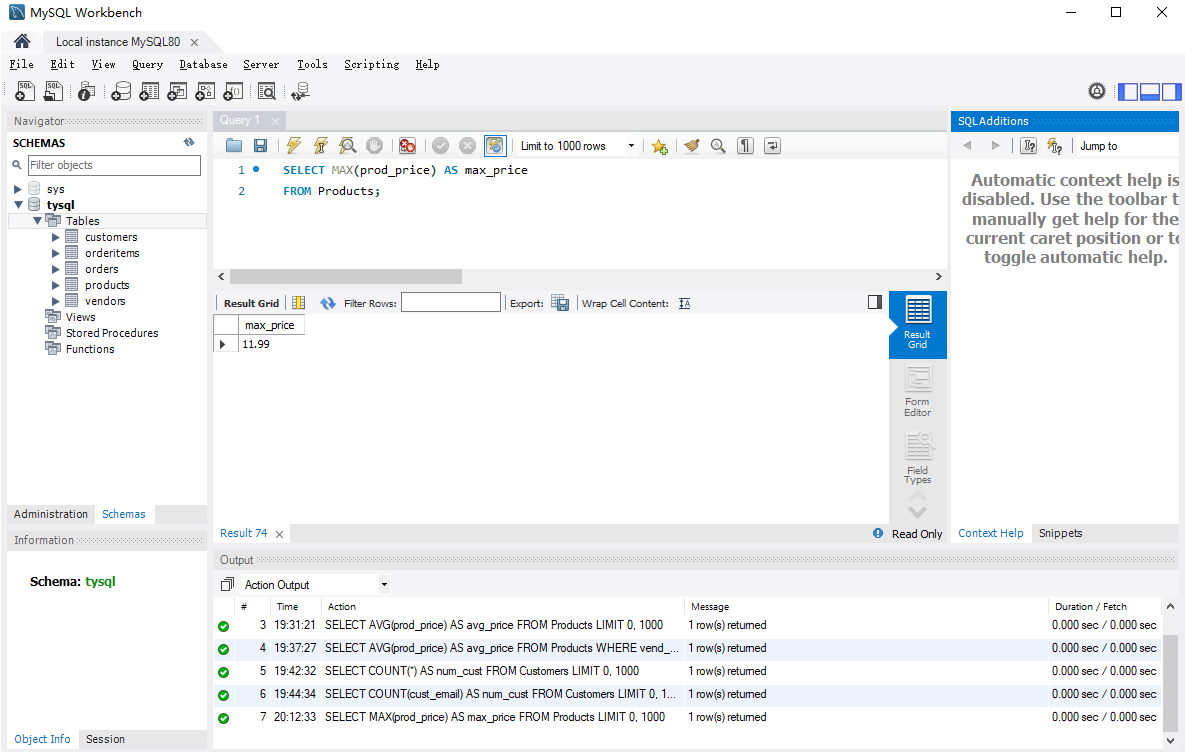 MySQL Workbench
Local instance MySQL80
File Edit View Query Database Server Tools Scripting Help
Navigator
SCHEMAS
Filter objects
sys
tysql
Tables
customers
orderitems
orders
products
vendors
Views
Stored Procedures
Functions
Administration Schemas
Information
Schema: tysql
Object Info Session
Query 1
Limit to 1000 rows
1 SELECT MAX(prod_price) AS max_price
2 FROM Products;
Result Grid Filter Rows: Export: Wrap Cell Content:
max_price
11.99
Result Grid
Form Editor
Field Types
Result 74
Read Only
SQLAdditions
Jump to
Automatic context help is
disabled. Use the toolbar t
manually get help for the
current caret position or to
toggle automatic help.
Context Help Snippets
Output
Action Output
# Time Action Message Duration / Fetch
3 19:31:21 SELECT AVG(prod_price) AS avg_price FROM Products LIMIT 0, 1000 1 row(s) returned 0.000 sec / 0.000 sec
4 19:37:27 SELECT AVG(prod_price) AS avg_price FROM Products WHERE vend_... 1 row(s) returned 0.000 sec / 0.000 sec
5 19:42:32 SELECT COUNT(*) AS num_cust FROM Customers LIMIT 0, 1000 1 row(s) returned 0.000 sec / 0.000 sec
6 19:44:34 SELECT COUNT(cust_email) AS num_cust FROM Customers LIMIT 0, 1... 1 row(s) returned 0.000 sec / 0.000 sec
7 20:12:33 SELECT MAX(prod_price) AS max_price FROM Products LIMIT 0, 1000 1 row(s) returned 0.000 sec / 0.000 sec